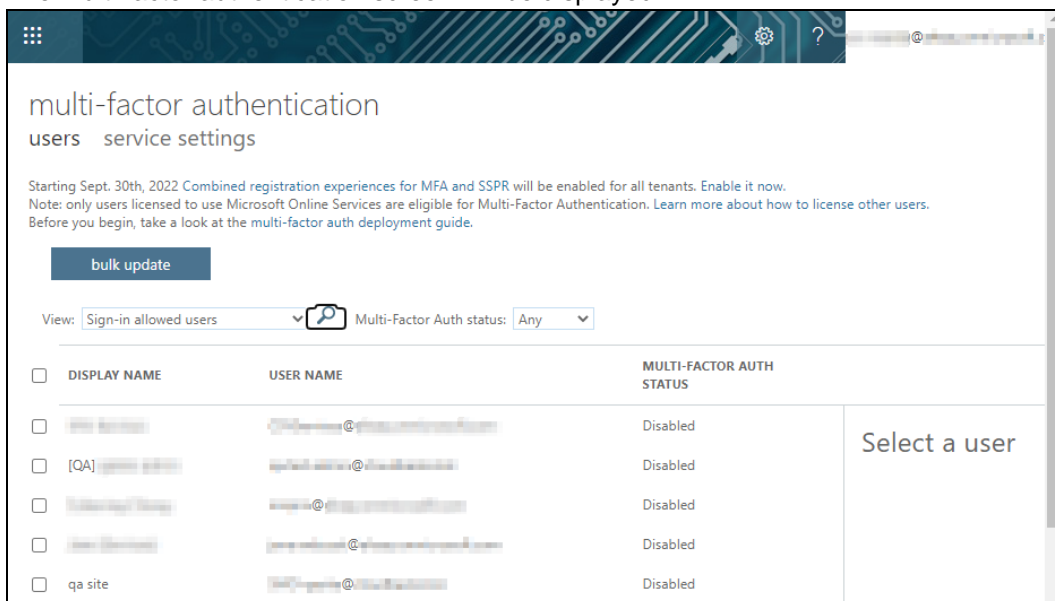 ?
@
multi-factor authentication
users service settings
Starting Sept. 30th, 2022 Combined registration experiences for MFA and SSPR will be enabled for all tenants. Enable it now.
Note: only users licensed to use Microsoft Online Services are eligible for Multi-Factor Authentication. Learn more about how to license other users.
Before you begin, take a look at the multi-factor auth deployment guide.
bulk update
View: Sign-in allowed users Multi-Factor Auth status: Any
DISPLAY NAME USER NAME MULTI-FACTOR AUTH
STATUS
@ Disabled
Select a user
[QA] @ Disabled
@ Disabled
@ Disabled
qa site @ Disabled